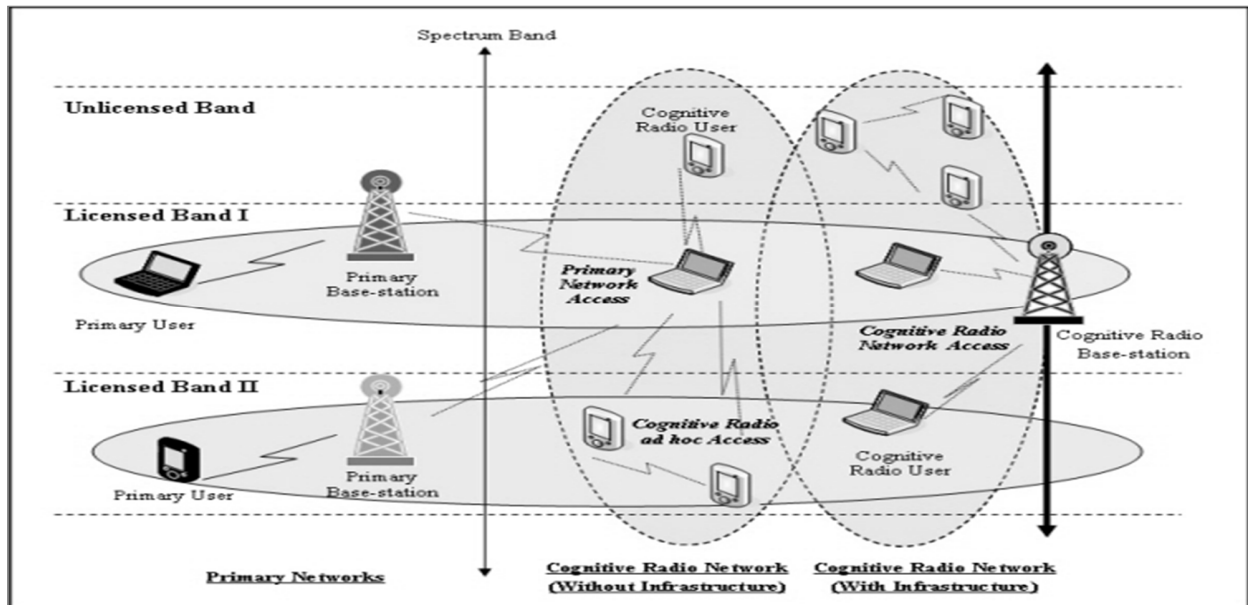 Spectrum Band
Unlicensed Band
Cognitive
Radio User
Licensed Band I
Primary
Base-station
Primary User
Primary
Network
Access
Cognitive Radio
Network Access
Cognitive Radio
Base-station
Licensed Band II
Primary
Base-station
Primary User
Cognitive Radio
ad hoc Access
Cognitive
Radio User
Primary Networks
Cognitive Radio Network
(Without Infrastructure)
Cognitive Radio Network
(With Infrastructure)